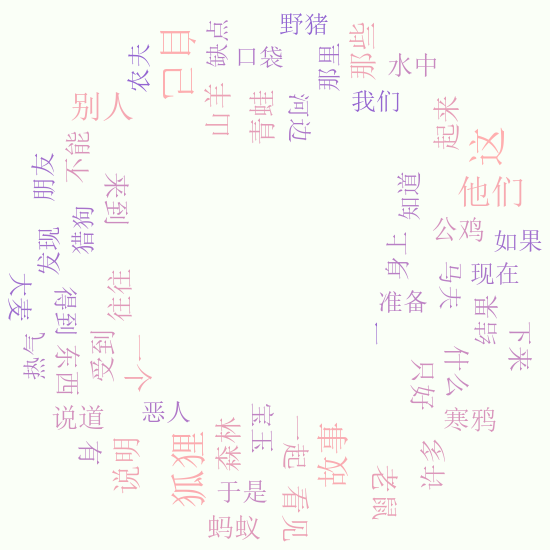 野猪
自己
缺点
口袋
那里
那些
农夫
水中
别人
山羊
青蛙
河边
我们
起来
这
不能
朋友
来到
知道
他们
猎狗
公鸡
如果
发现
身上
马夫
现在
大麦
得到
往往
准备
结果
热气
东西
受到
一个
一
下来
什么
只好
说道
恶人
宝玉
寒鸦
有
说明
狐狸
森林
一起
故事
许多
于是
看见
老鼠
蚂蚁